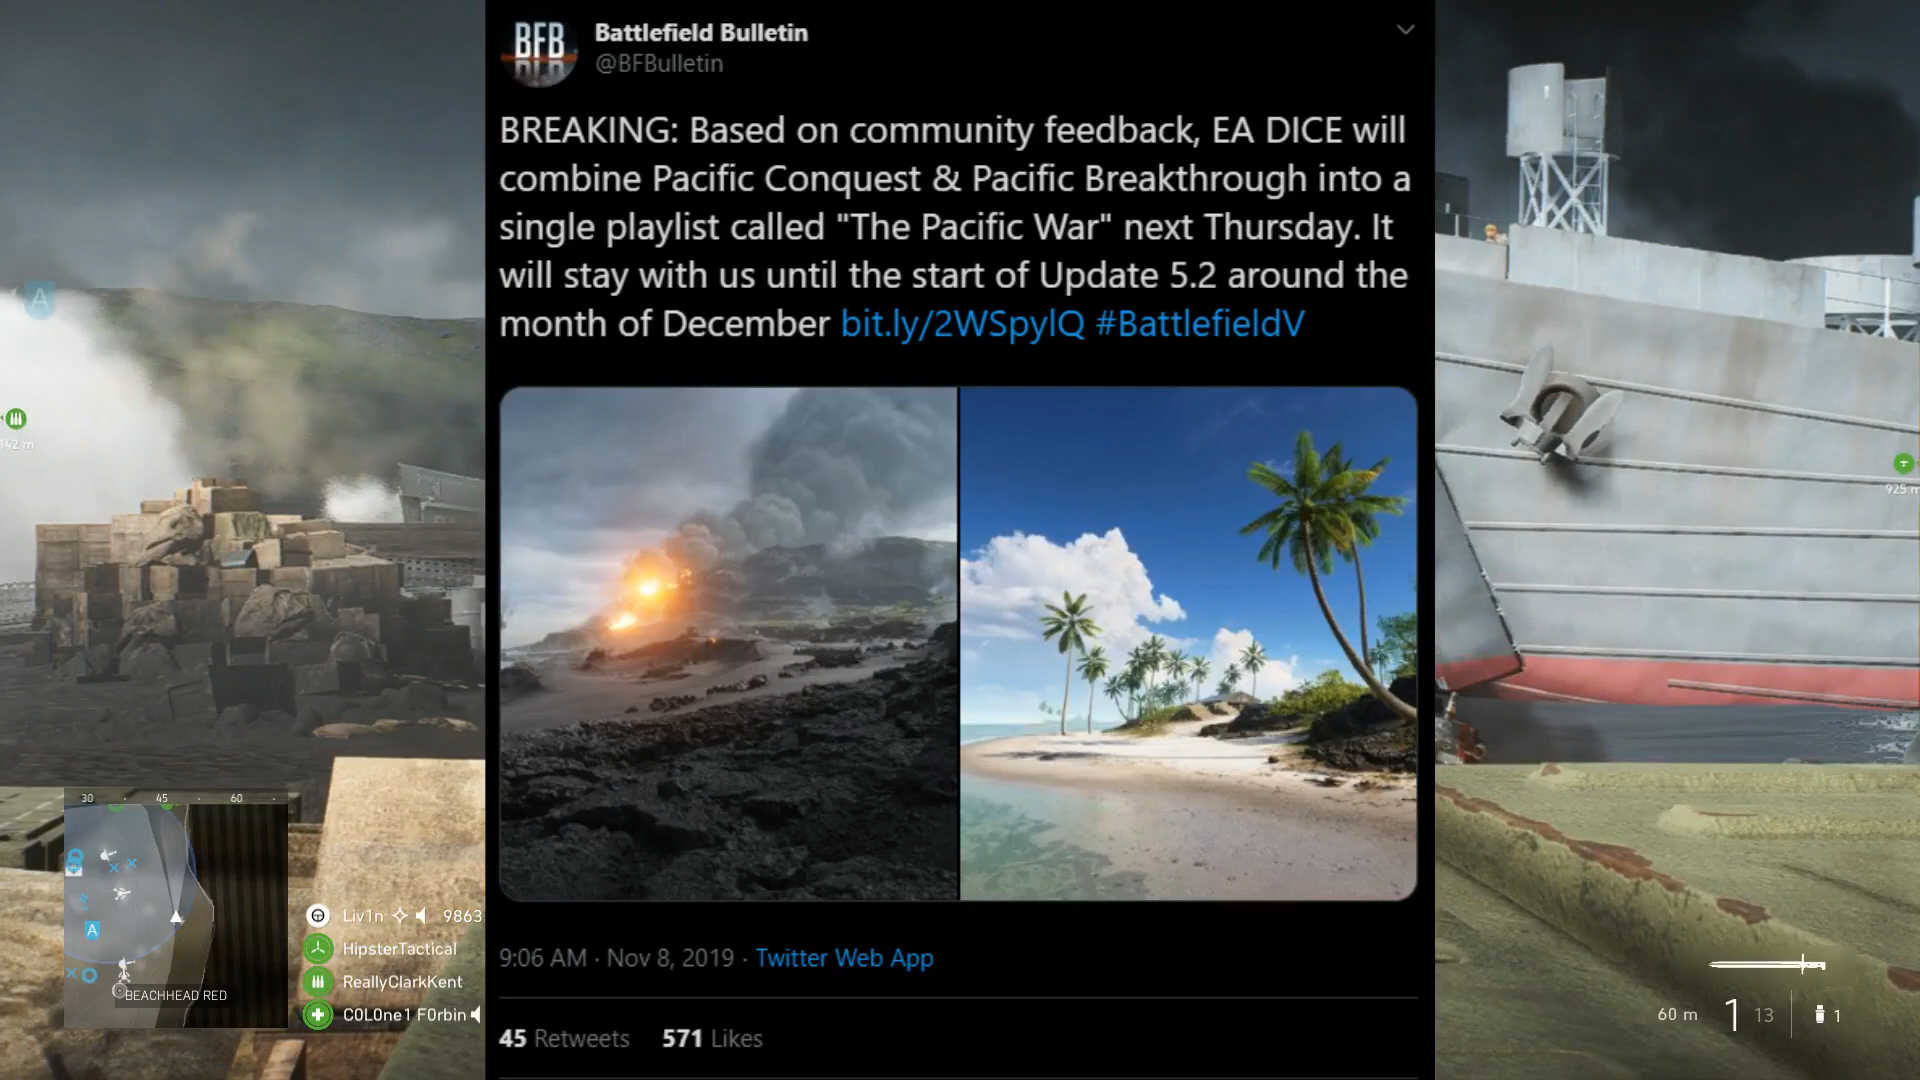 BFB
Battlefield Bulletin
@BFBulletin
BREAKING: Based on community feedback, EA DICE will
combine Pacific Conquest & Pacific Breakthrough into a
single playlist called "The Pacific War" next Thursday. It
will stay with us until the start of Update 5.2 around the
month of December bit.ly/2WSpylQ #BattlefieldV
9:06 AM · Nov 8, 2019 · Twitter Web App
45 Retweets 571 Likes
A
142 m
925 m
30 45 60
A
BEACHHEAD RED
Liv1n 9863
HipsterTactical
ReallyClarkKent
C0L0ne1 F0rbin
60 m 1 13 1